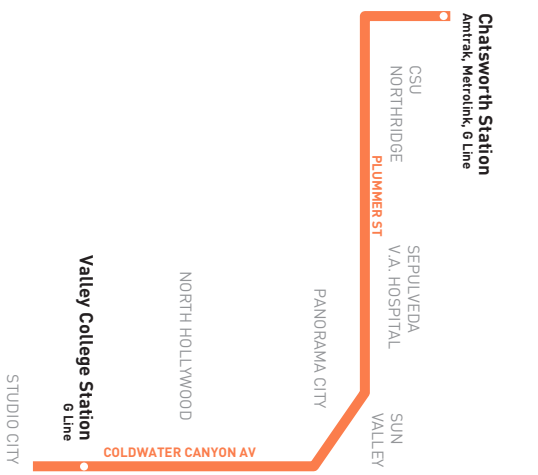 Chatsworth Station
Amtrak, Metrolink, G Line
CSU
NORTHRIDGE
PLUMMER ST
SEPULVEDA
V.A. HOSPITAL
PANORAMA CITY
SUN
VALLEY
NORTH HOLLYWOOD
COLDWATER CANYON AV
Valley College Station
G Line
STUDIO CITY